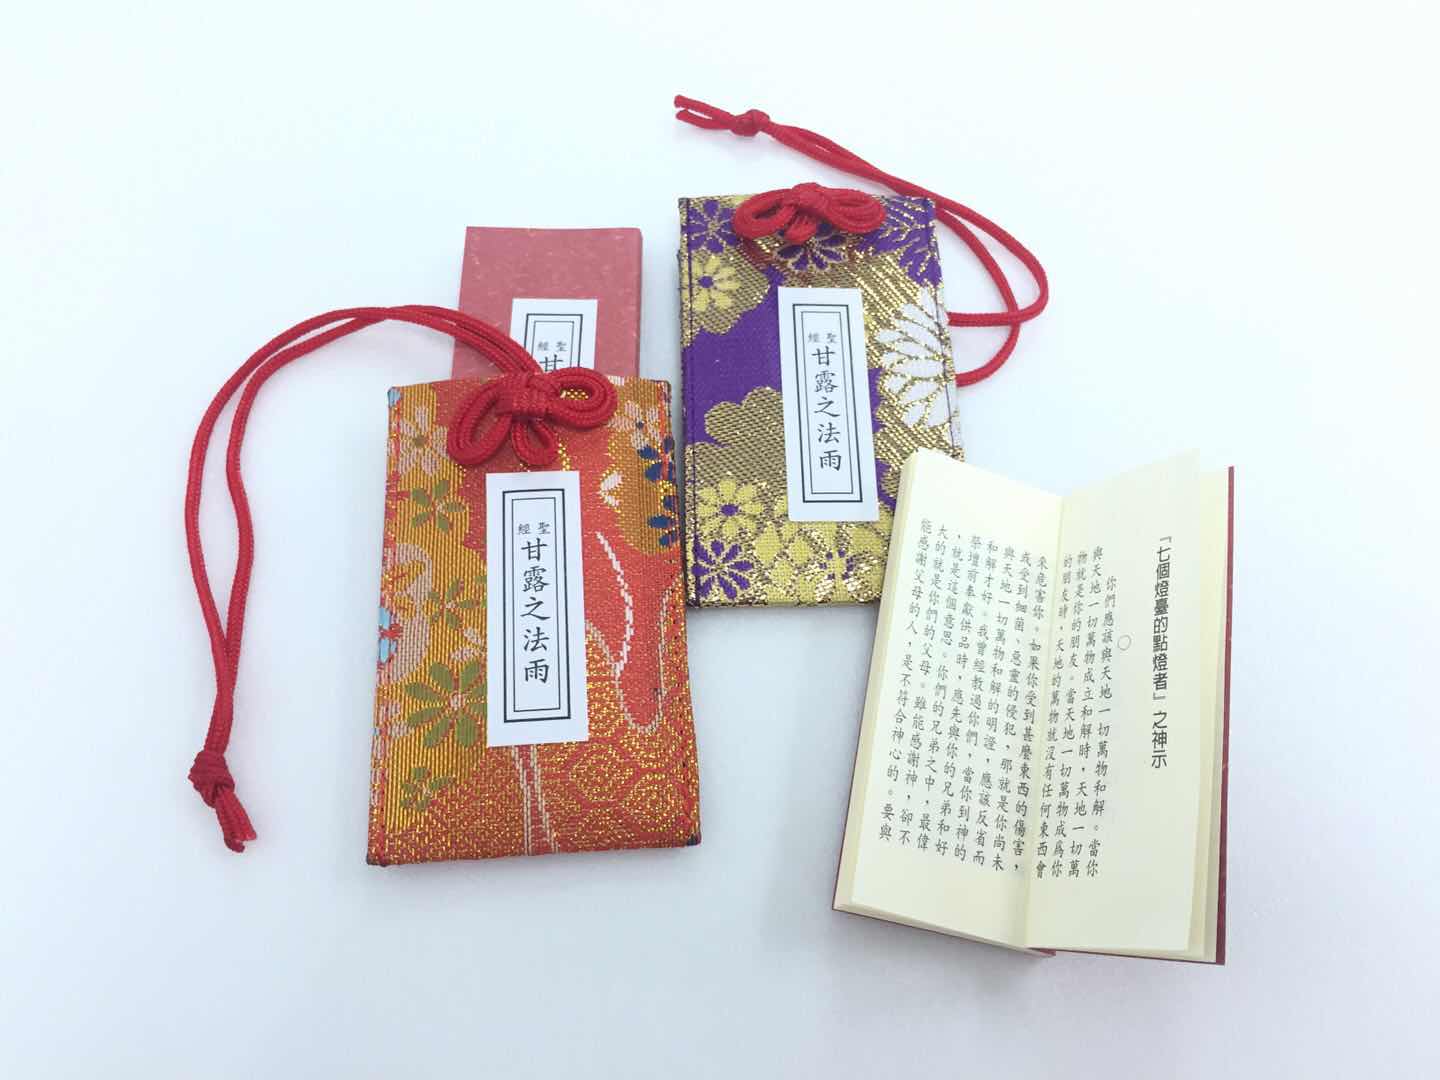 聖經
甘
聖經
甘露之法雨
聖經
甘露之法雨
『七個燈臺的點燈者』之神示
○
你們應該與天地一切萬物和解。當你
與天地一切萬物成立和解時，天地一切萬
物就是你的朋友。當天地一切萬物成爲你
的朋友時，天地的萬物就沒有任何東西會
來危害你。如果你受到甚麼東西的傷害，
或受到細菌、惡靈的侵犯，那就是你尚未
與天地一切萬物和解的明證，應該反省而
和解才好。我曾經教過你們，當你到神的
祭壇前奉獻供品時，應先與你的兄弟和好
，就是這個意思。你們的兄弟之中，最偉
大的就是你們的父母。雖能感謝神，卻不
能感謝父母的人，是不符合神心的。要與